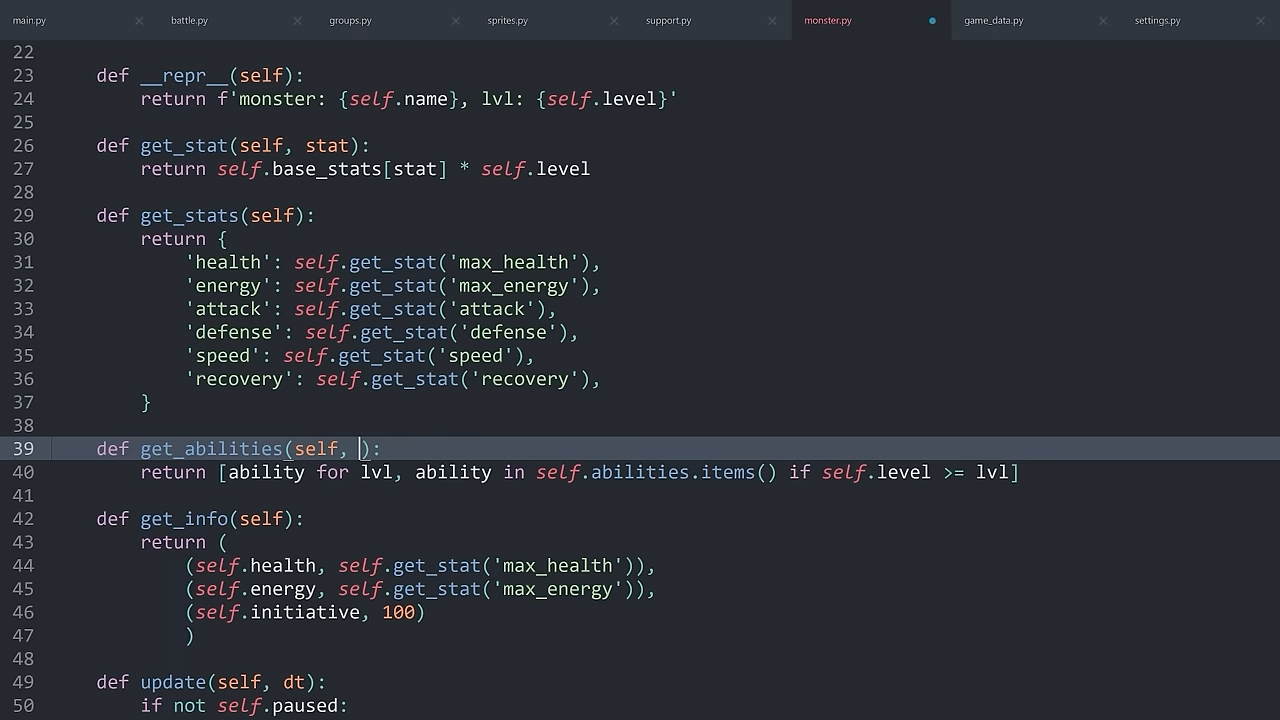 main.py × battle.py × groups.py × sprites.py × support.py × monster.py game_data.py × settings.py ×
22
23 def __repr__(self):
24 return f'monster: {self.name}, lvl: {self.level}'
25
26 def get_stat(self, stat):
27 return self.base_stats[stat] * self.level
28
29 def get_stats(self):
30 return {
31 'health': self.get_stat('max_health'),
32 'energy': self.get_stat('max_energy'),
33 'attack': self.get_stat('attack'),
34 'defense': self.get_stat('defense'),
35 'speed': self.get_stat('speed'),
36 'recovery': self.get_stat('recovery'),
37 }
38
39 def get_abilities(self, ):
40 return [ability for lvl, ability in self.abilities.items() if self.level >= lvl]
41
42 def get_info(self):
43 return (
44 (self.health, self.get_stat('max_health')),
45 (self.energy, self.get_stat('max_energy')),
46 (self.initiative, 100)
47 )
48
49 def update(self, dt):
50 if not self.paused: